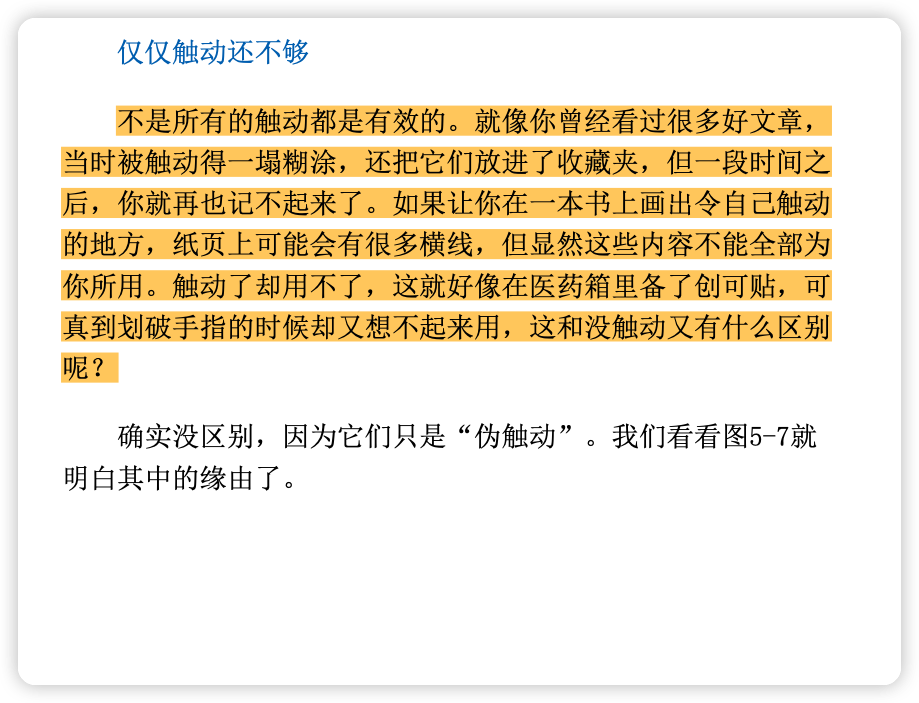 仅仅触动还不够
不是所有的触动都是有效的。就像你曾经看过很多好文章，
当时被触动得一塌糊涂，还把它们放进了收藏夹，但一段时间之
后，你就再也记不起来了。如果让你在一本书上画出令自己触动
的地方，纸页上可能会有很多横线，但显然这些内容不能全部为
你所用。触动了却用不了，这就好像在医药箱里备了创可贴，可
真到划破手指的时候却又想不起来用，这和没触动又有什么区别
呢？
确实没区别，因为它们只是“伪触动”。我们看看图5-7就
明白其中的缘由了。